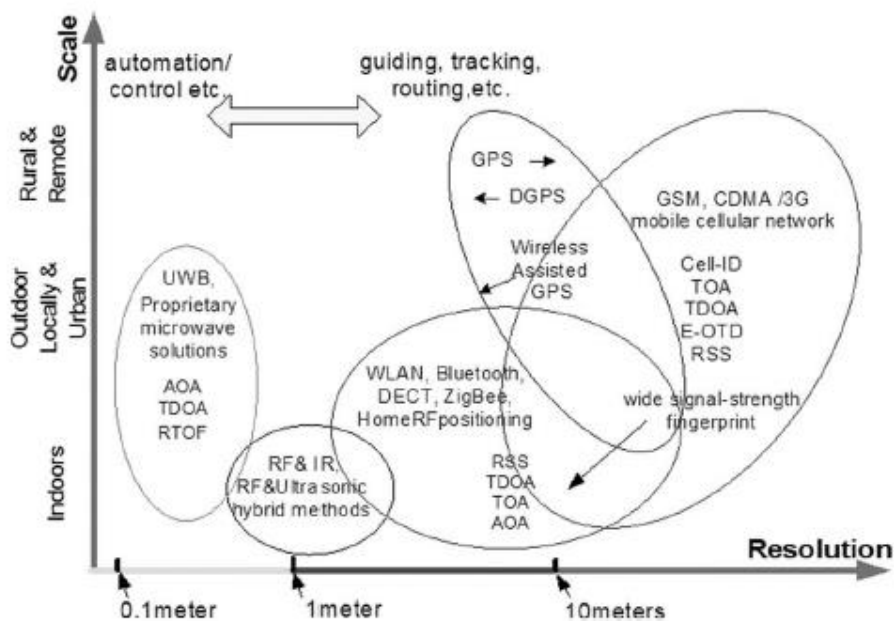 Scale
automation/
control etc.
guiding, tracking,
routing,etc.
Rural &
Remote
Outdoor
Locally &
Urban
Indoors
GPS
DGPS
Wireless
Assisted
GPS
GSM, CDMA /3G
mobile cellular network
Cell-ID
TOA
TDOA
E-OTD
RSS
wide signal-strength
fingerprint
UWB,
Proprietary
microwave
solutions
AOA
TDOA
RTOF
WLAN, Bluetooth,
DECT, ZigBee,
HomeRFpositioning
RSS
TDOA
TOA
AOA
RF& IR,
RF&Ultrasonic
hybrid methods
Resolution
0.1meter
1meter
10meters